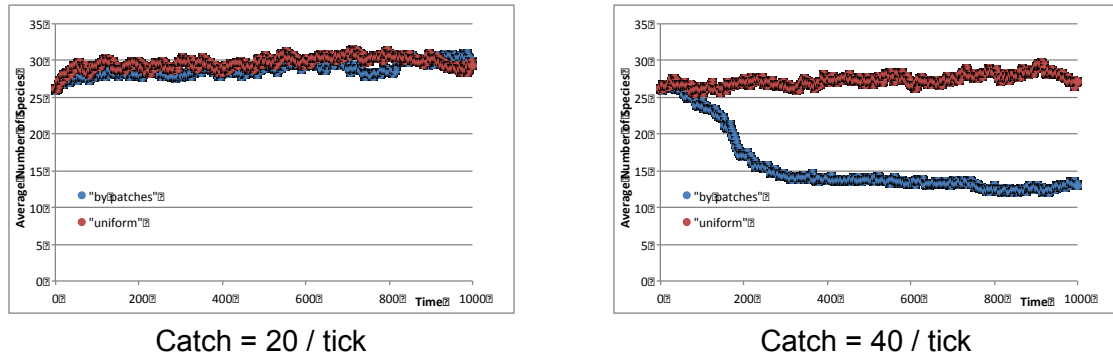 35
30
25
20
15
10
5
0
Average Number of Species
"by patches"
"uniform"
0 200 400 600 800 1000
Time
Catch = 20 / tick
35
30
25
20
15
10
5
0
Average Number of Species
"by patches"
"uniform"
0 200 400 600 800 1000
Time
Catch = 40 / tick